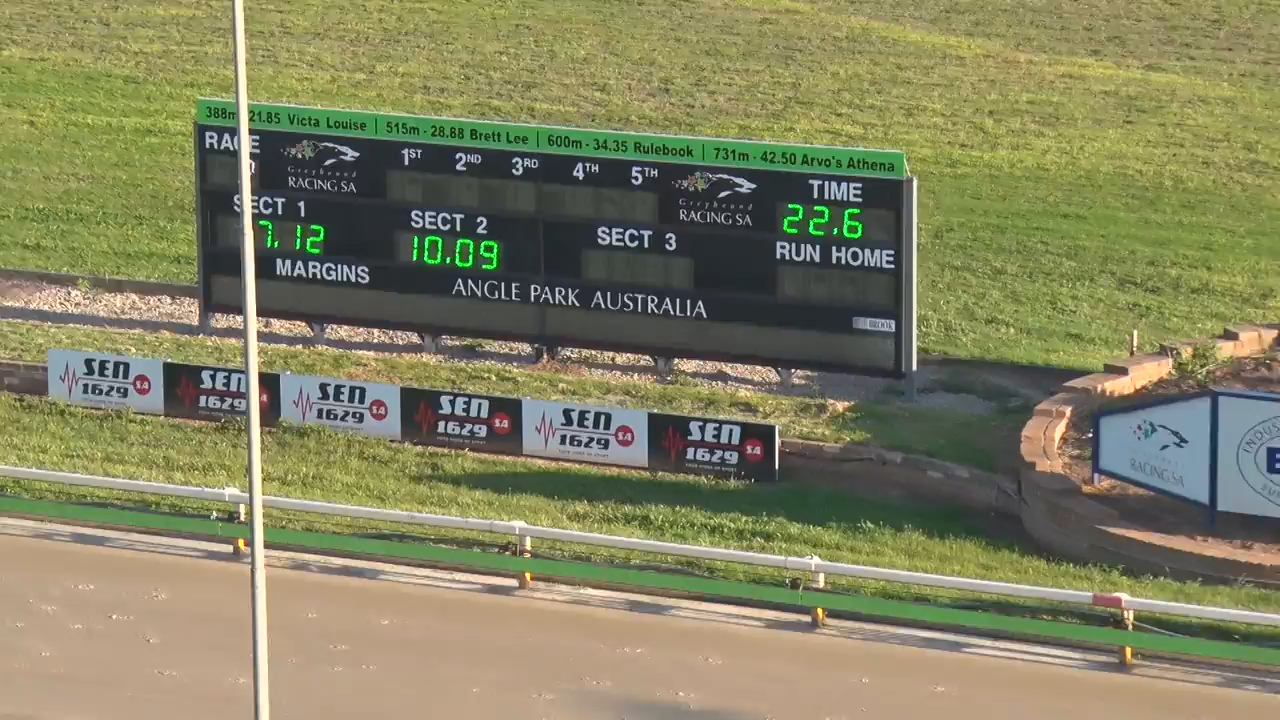 388m 21.85 Victa Louise | 515m - 28.88 Brett Lee | 600m - 34.35 Rulebook | 731m - 42.50 Arvo's Athena
RACE
Greyhound
RACING SA
1ST 2ND 3RD 4TH 5TH
Greyhound
RACING SA
TIME
22.6
SECT 1
7.12
SECT 2
10.09
SECT 3
RUN HOME
MARGINS
ANGLE PARK AUSTRALIA
SEN
1629 SA
SEN
1629
SEN
1629 SA
SEN
1629 SA
SEN
1629 SA
SEN
1629 SA
RACING SA